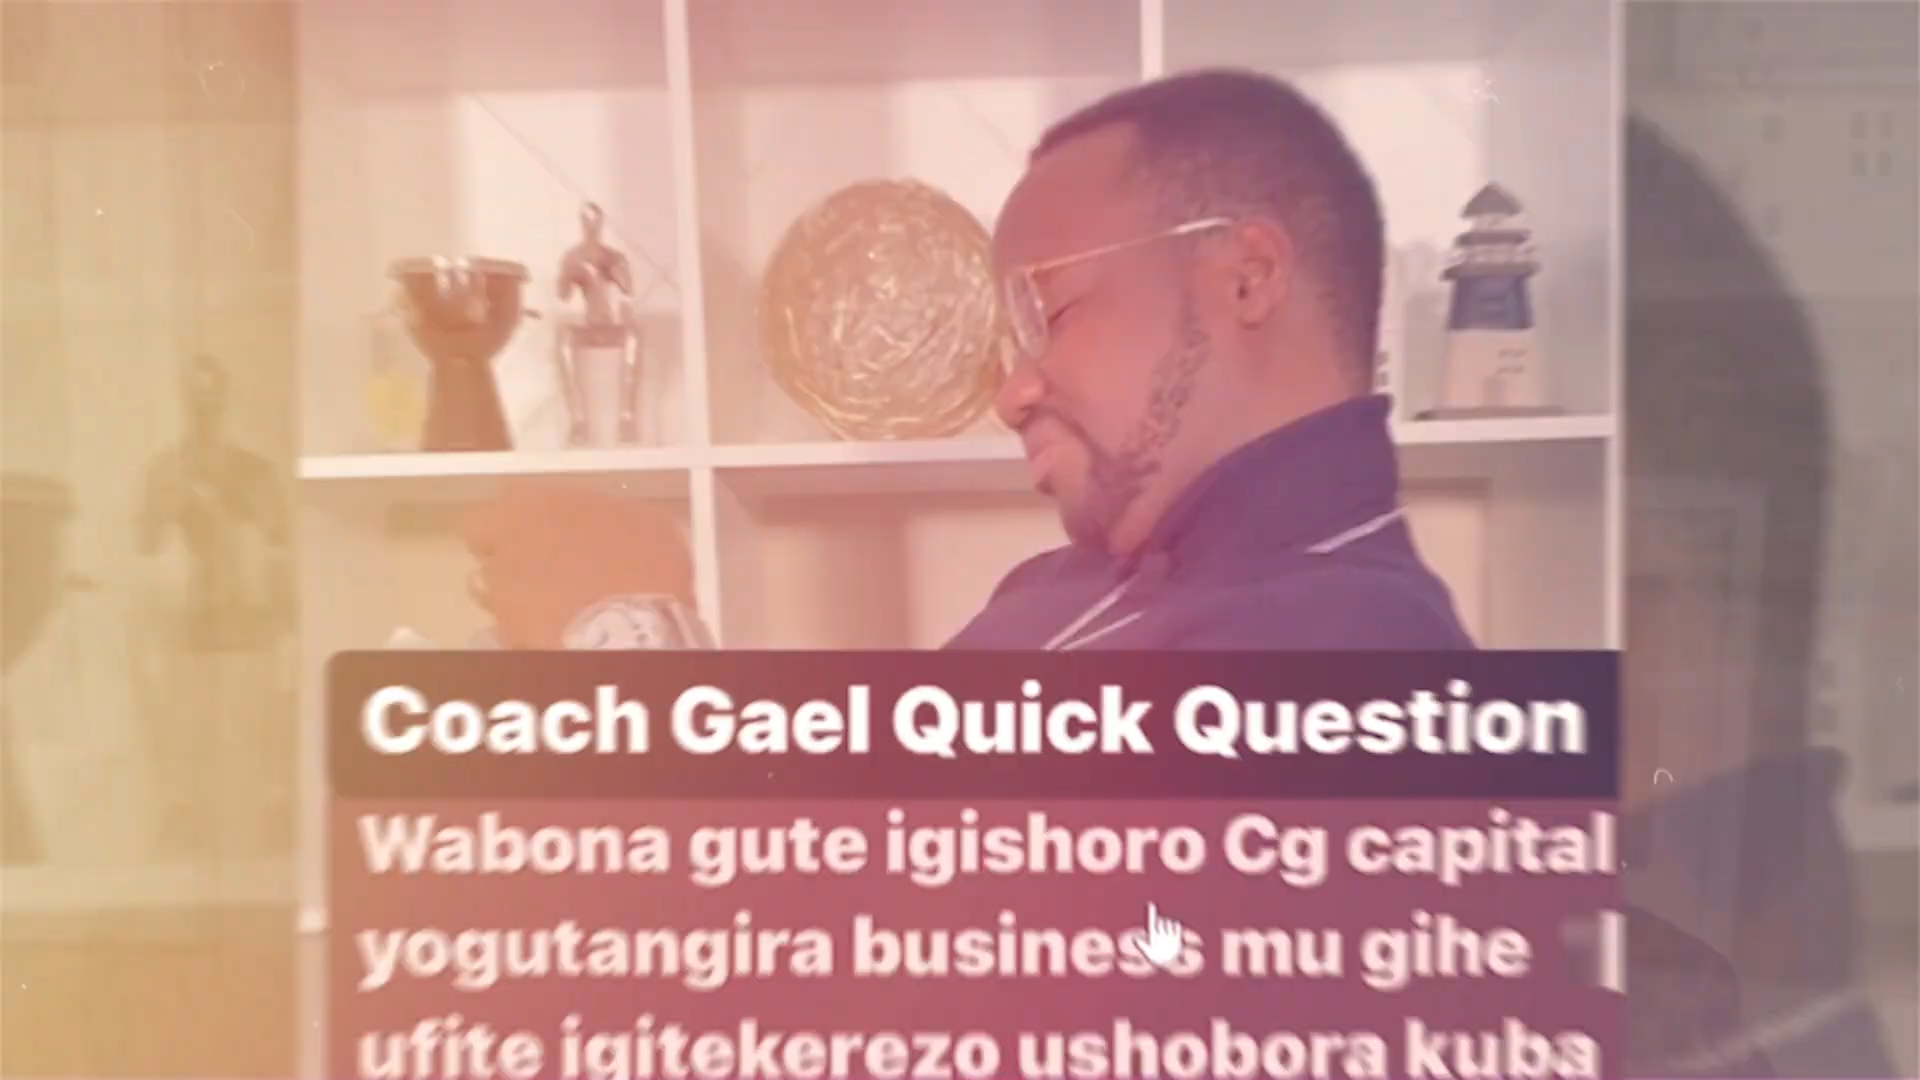 Coach Gael Quick Question
Wabona gute igishoro Cg capital
yogutangira business mu gihe
ufite igitekerezo ushobora kuba